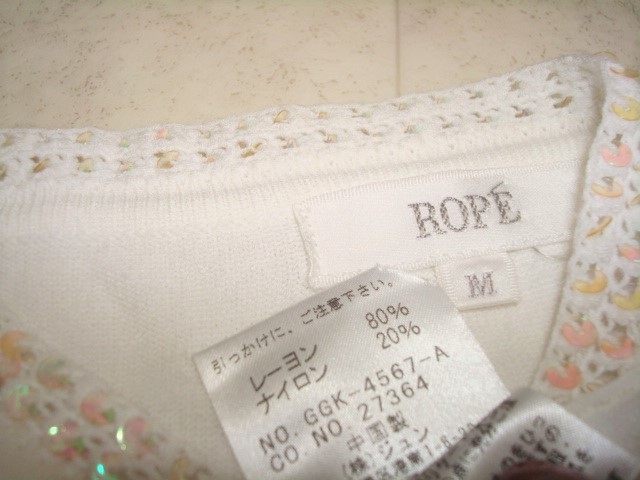 ROPÉ
M
引っかけに、ご注意下さい。
レーヨン 80%
ナイロン 20%
NO. GGK-4567-A
CO. NO. 27364
中国製
(株) ジュン